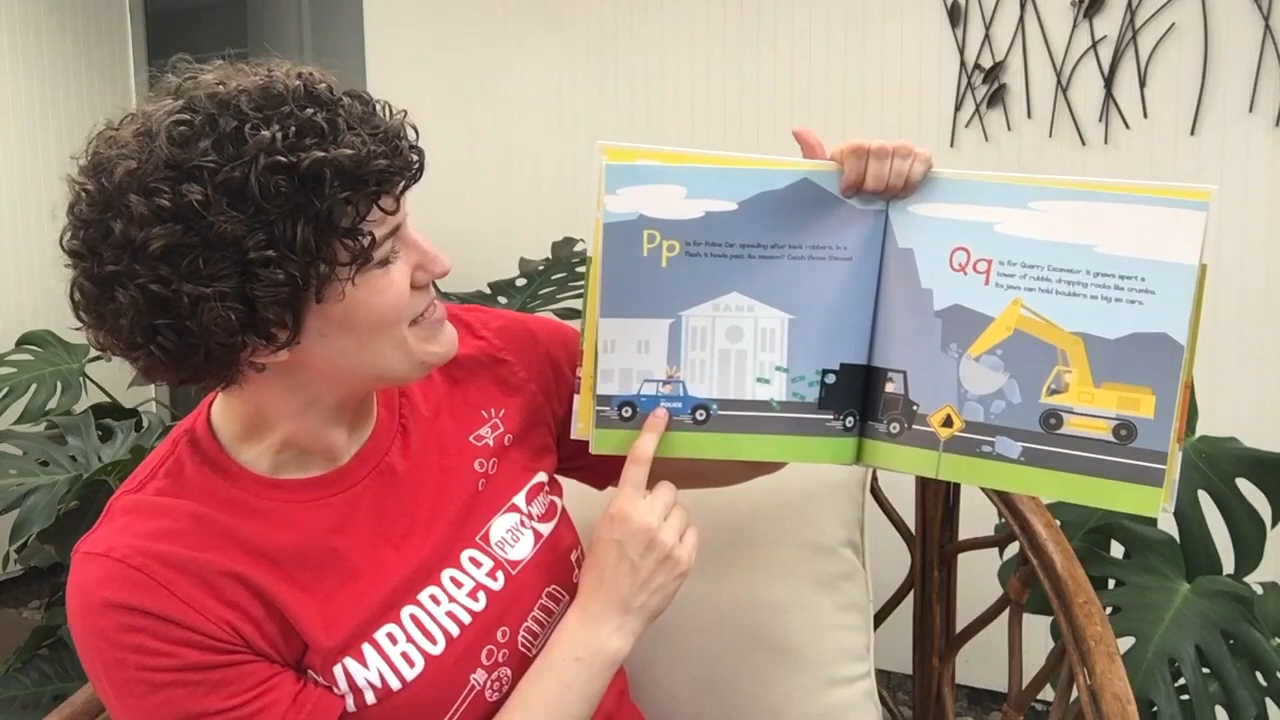 Pp is for Police Car, speeding after bank robbers. In a
flash, it howls past. Its mission? Catch those thieves!
BANK
POLICE
Qq is for Quarry Excavator. It gnaws apart a
tower of rubble, dropping rocks like crumbs.
Its jaws can hold boulders as big as cars.
PLAY & MUSIC
YMBOREE